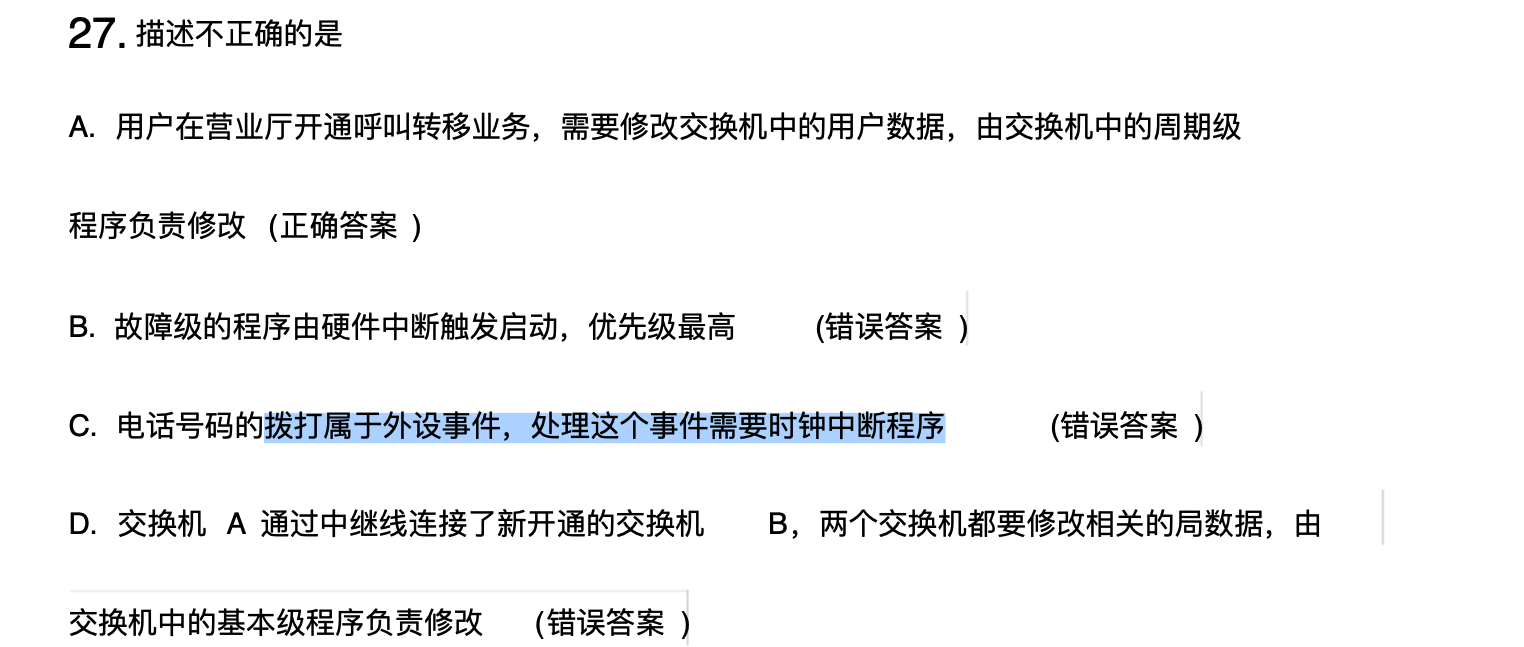 27. 描述不正确的是
A. 用户在营业厅开通呼叫转移业务，需要修改交换机中的用户数据，由交换机中的周期级
程序负责修改 (正确答案 )
B. 故障级的程序由硬件中断触发启动，优先级最高 (错误答案 )
C. 电话号码的拨打属于外设事件，处理这个事件需要时钟中断程序 (错误答案 )
D. 交换机 A 通过中继线连接了新开通的交换机 B，两个交换机都要修改相关的局数据，由
交换机中的基本级程序负责修改 (错误答案 )